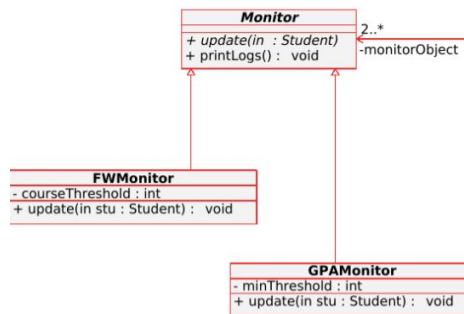 Monitor
+ update(in : Student)
+ printLogs() : void
2..*
-monitorObject
FWMonitor
- courseThreshold : int
+ update(in stu : Student) : void
GPAMonitor
- minThreshold : int
+ update(in stu : Student) : void